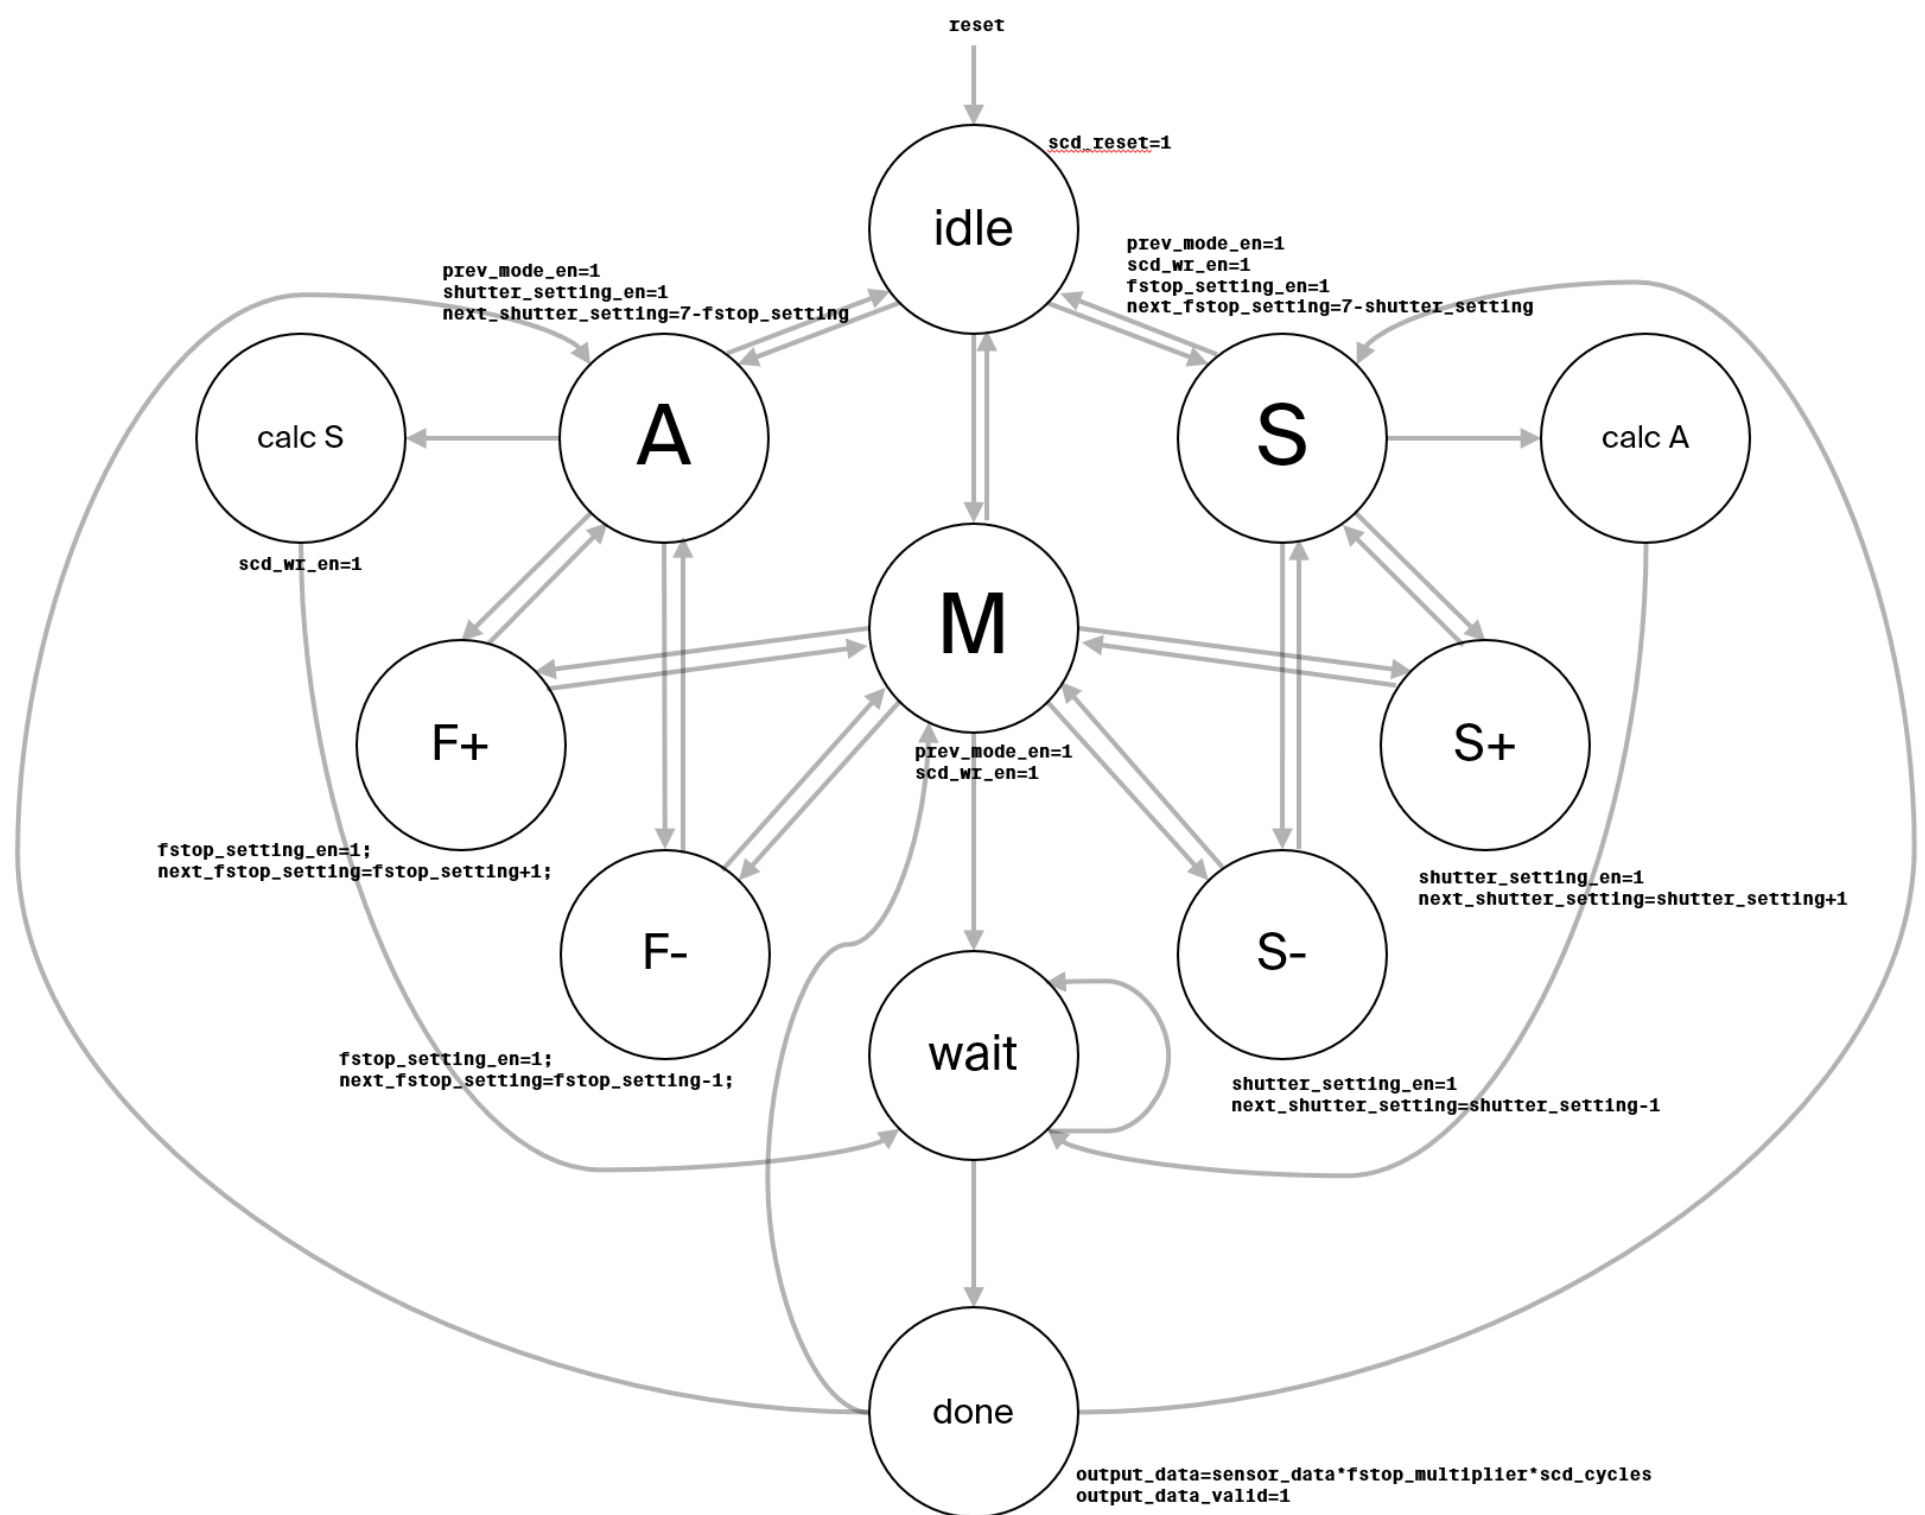 reset
scd_reset=1
idle
prev_mode_en=1
scd_wr_en=1
fstop_setting_en=1
next_fstop_setting=7-shutter_setting
prev_mode_en=1
shutter_setting_en=1
next_shutter_setting=7-fstop_setting
calc S
A
S
calc A
scd_wr_en=1
M
F+
S+
prev_mode_en=1
scd_wr_en=1
fstop_setting_en=1;
next_fstop_setting=fstop_setting+1;
shutter_setting_en=1
next_shutter_setting=shutter_setting+1
F-
S-
wait
fstop_setting_en=1;
next_fstop_setting=fstop_setting-1;
shutter_setting_en=1
next_shutter_setting=shutter_setting-1
done
output_data=sensor_data*fstop_multiplier*scd_cycles
output_data_valid=1